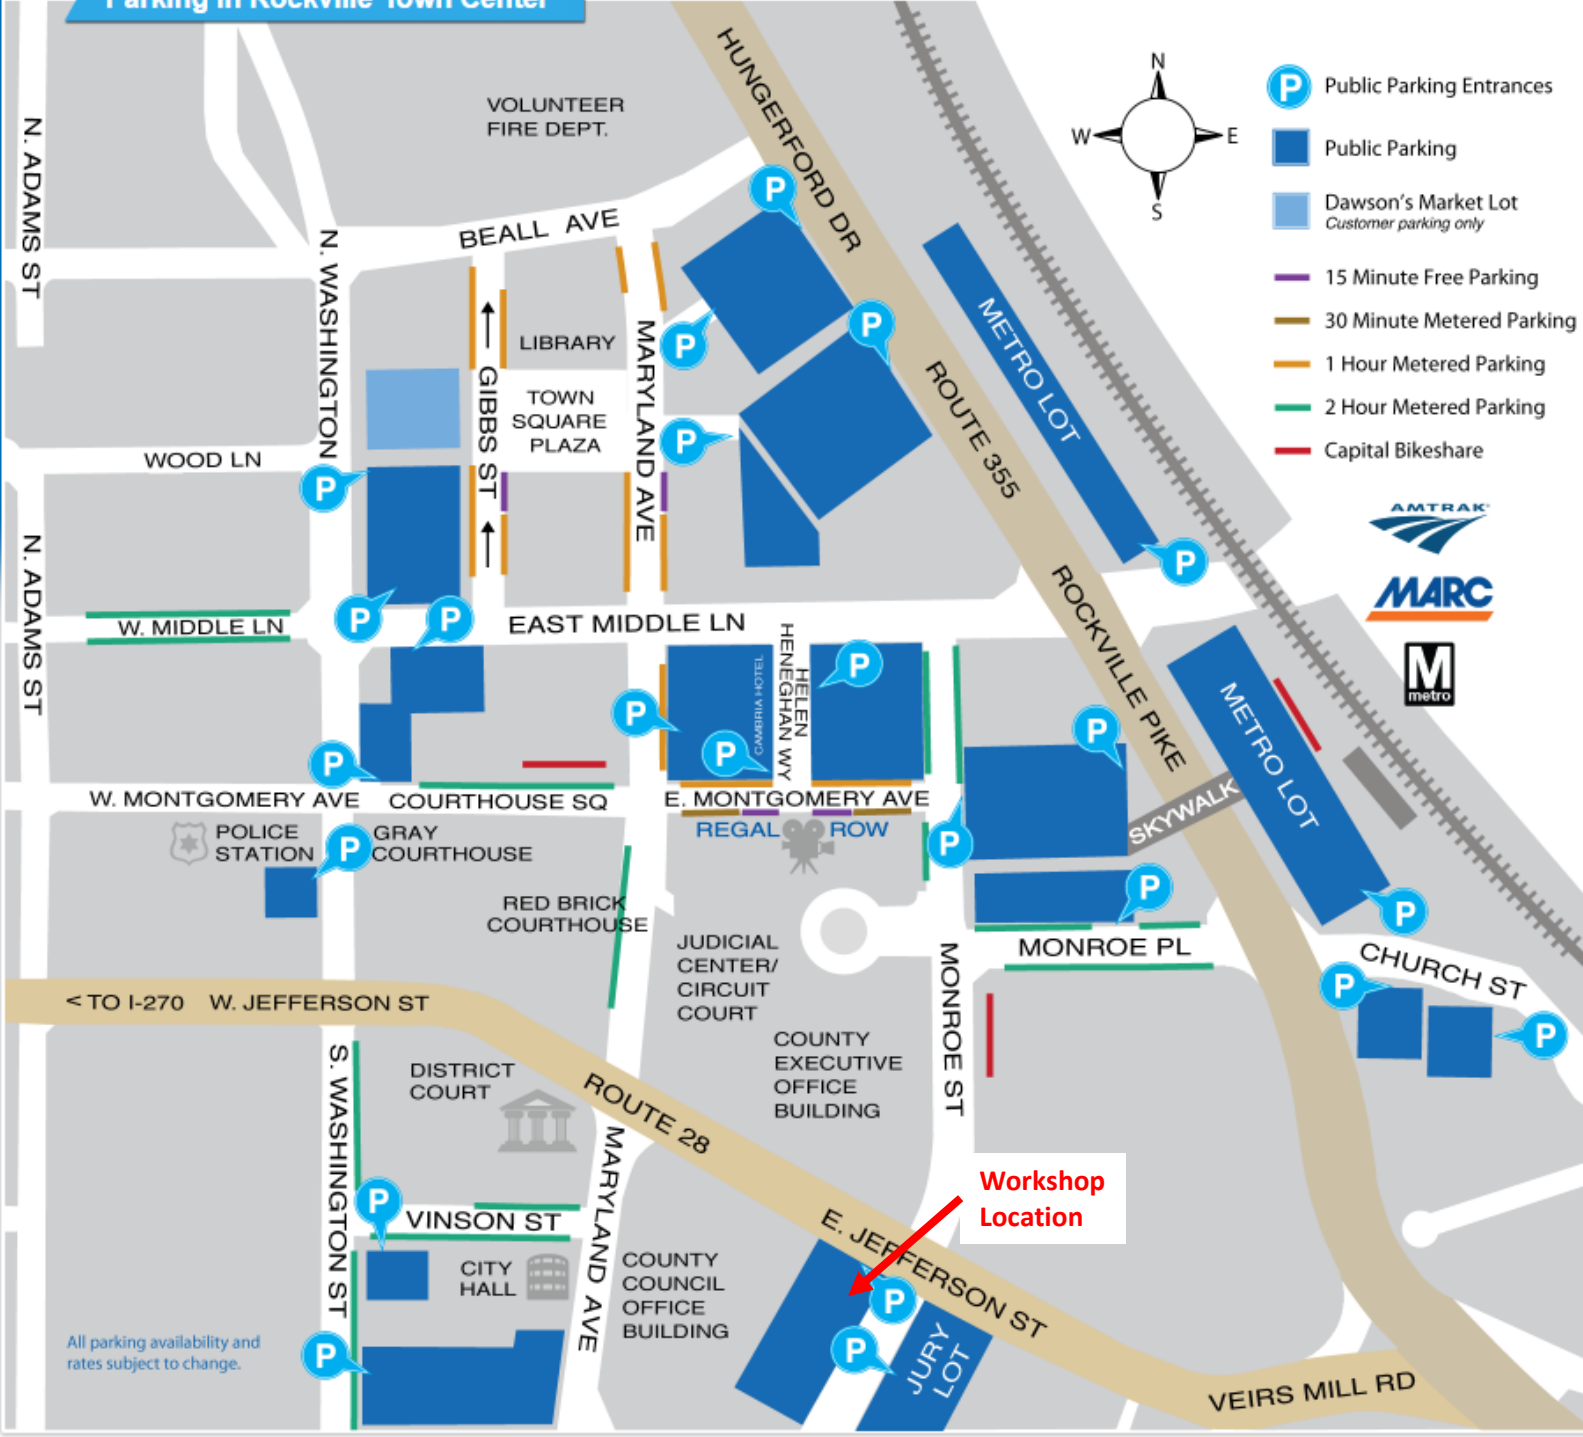 Parking in Rockville Town Center
N
W
E
S
Public Parking Entrances
Public Parking
Dawson's Market Lot
Customer parking only
15 Minute Free Parking
30 Minute Metered Parking
1 Hour Metered Parking
2 Hour Metered Parking
Capital Bikeshare
AMTRAK
MARC
M
metro
VOLUNTEER
FIRE DEPT.
HUNGERFORD DR
N. ADAMS ST
BEALL AVE
N. WASHINGTON
P
P
P
P
P
METRO LOT
LIBRARY
MARYLAND AVE
GIBBS ST
TOWN
SQUARE
PLAZA
ROUTE 355
WOOD LN
P
P
N. ADAMS ST
P
P
W. MIDDLE LN
EAST MIDDLE LN
ROCKVILLE PIKE
HELEN
HENEGHAN WY
CAMBRIA HOTEL
P
P
P
P
P
METRO LOT
SKYWALK
W. MONTGOMERY AVE
COURTHOUSE SQ
E. MONTGOMERY AVE
REGAL
ROW
POLICE
STATION
P
GRAY
COURTHOUSE
P
P
P
RED BRICK
COURTHOUSE
JUDICIAL
CENTER/
CIRCUIT
COURT
MONROE PL
MONROE ST
CHURCH ST
P
P
< TO I-270
W. JEFFERSON ST
COUNTY
EXECUTIVE
OFFICE
BUILDING
DISTRICT
COURT
ROUTE 28
S. WASHINGTON ST
MARYLAND AVE
Workshop
Location
P
VINSON ST
E. JEFFERSON ST
CITY
HALL
COUNTY
COUNCIL
OFFICE
BUILDING
P
P
JURY
LOT
P
All parking availability and
rates subject to change.
VEIRS MILL RD